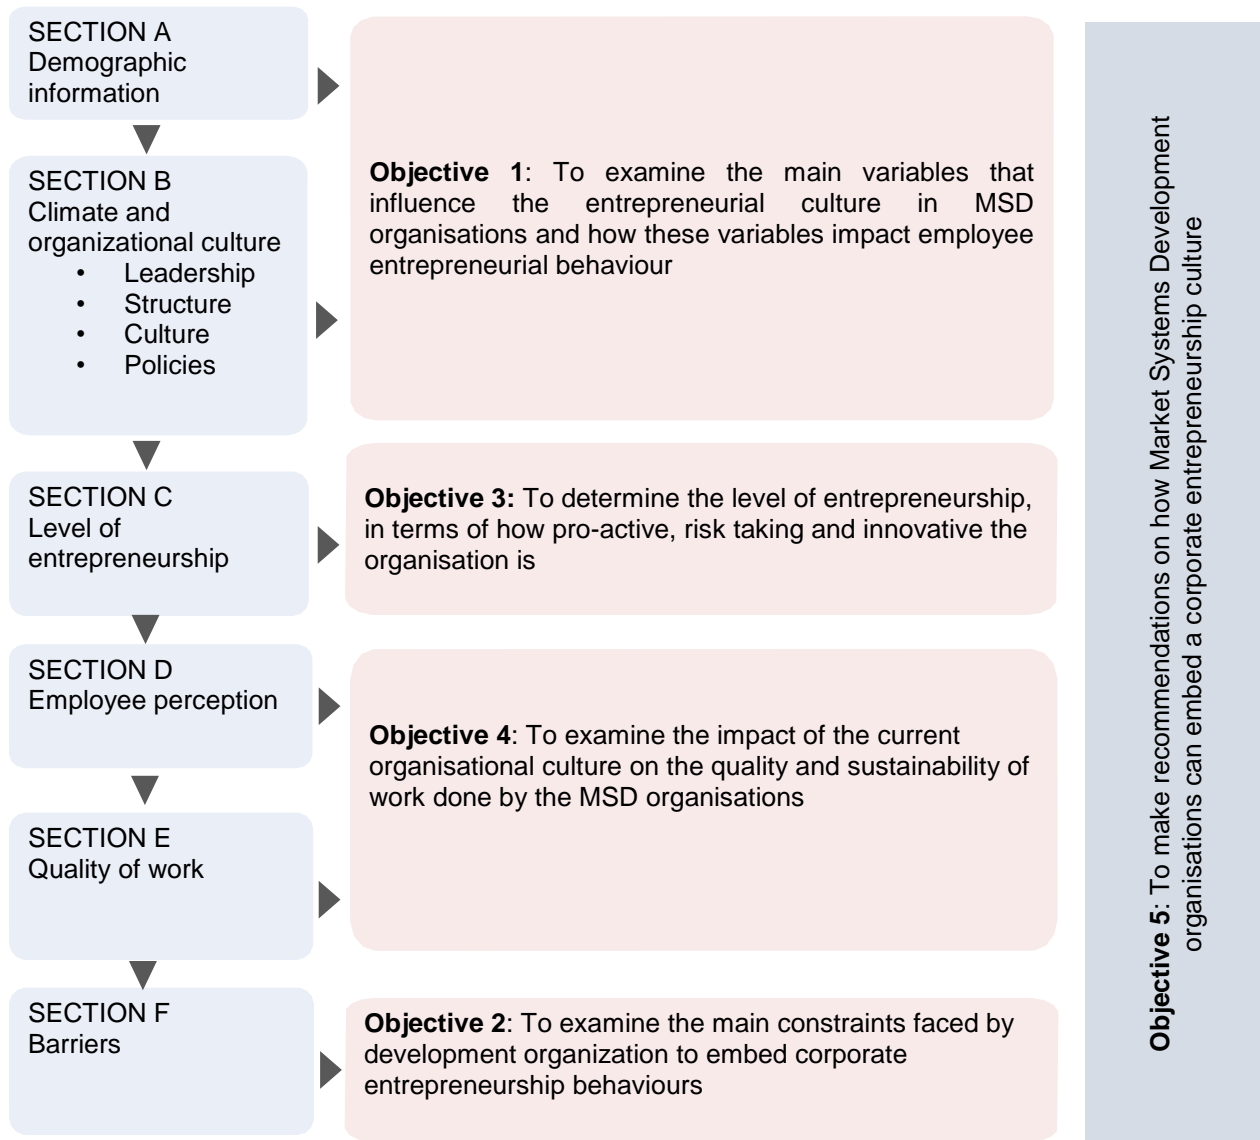 SECTION A
Demographic
information
SECTION B
Climate and
organizational culture
• Leadership
• Structure
• Culture
• Policies
Objective 1: To examine the main variables that
influence the entrepreneurial culture in MSD
organisations and how these variables impact employee
entrepreneurial behaviour
SECTION C
Level of
entrepreneurship
Objective 3: To determine the level of entrepreneurship,
in terms of how pro-active, risk taking and innovative the
organisation is
SECTION D
Employee perception
SECTION E
Quality of work
Objective 4: To examine the impact of the current
organisational culture on the quality and sustainability of
work done by the MSD organisations
SECTION F
Barriers
Objective 2: To examine the main constraints faced by
development organization to embed corporate
entrepreneurship behaviours
Objective 5: To make recommendations on how Market Systems Development
organisations can embed a corporate entrepreneurship culture